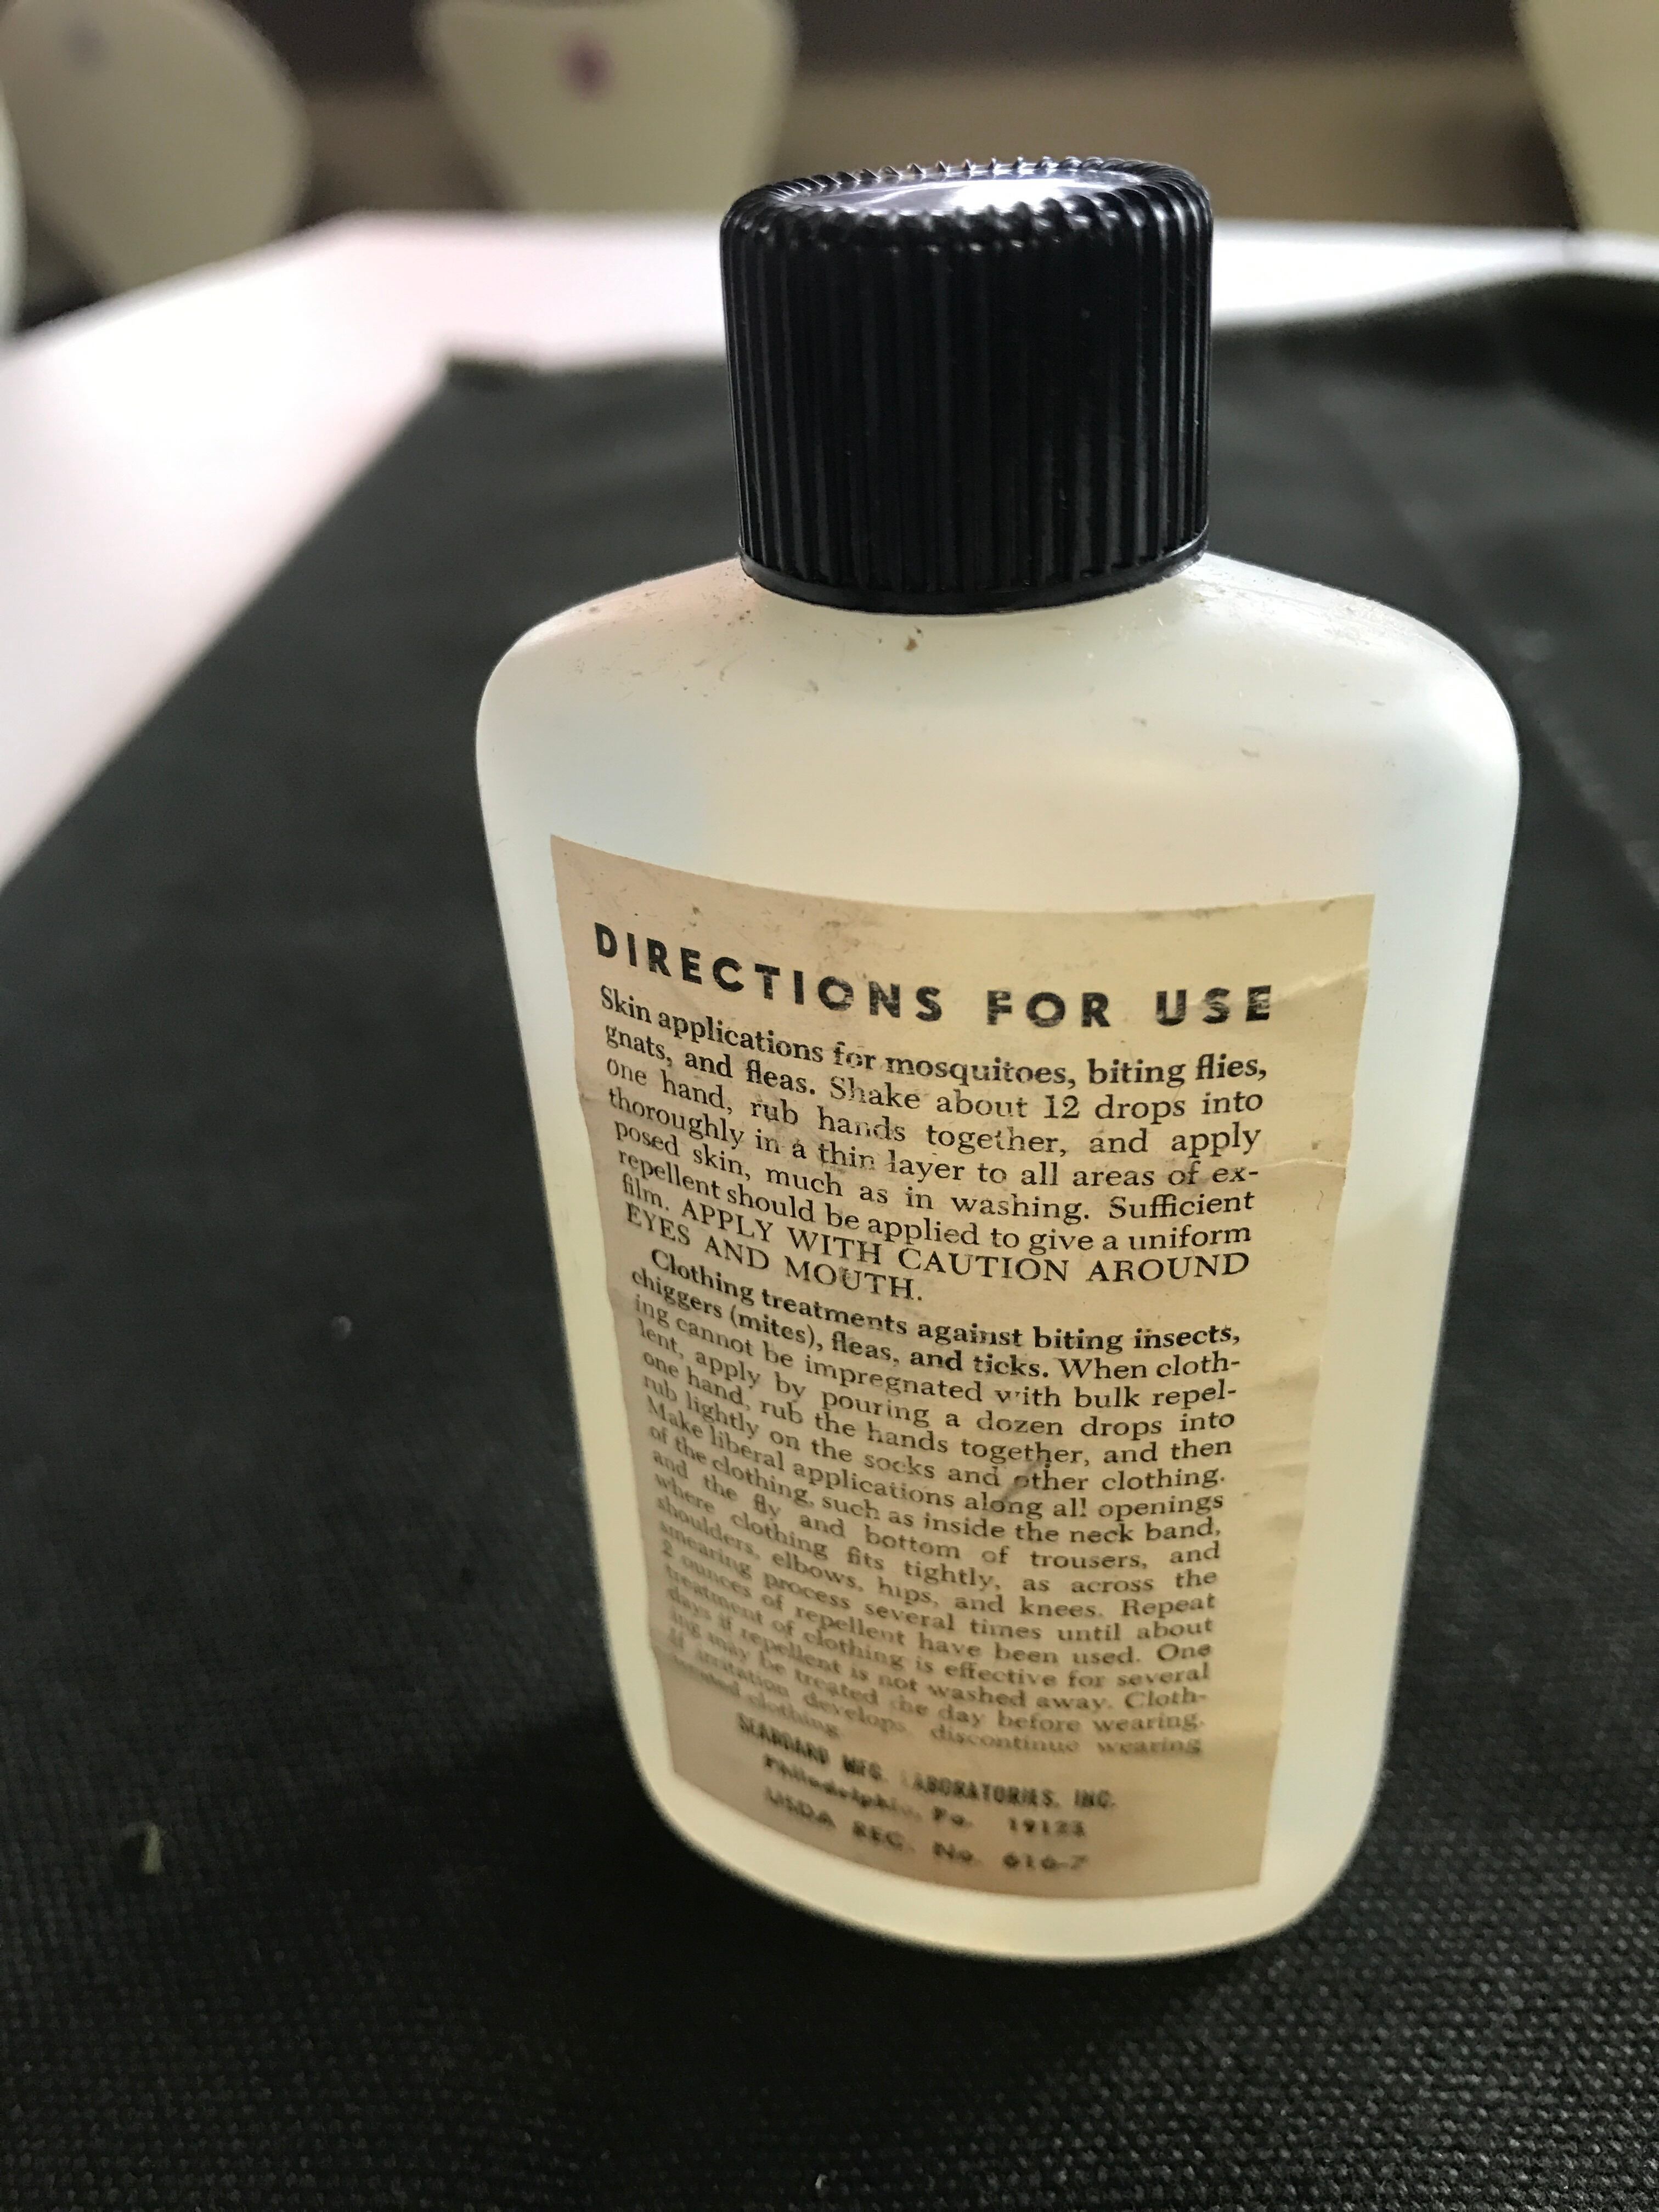 DIRECTIONS FOR USE
Skin applications for mosquitoes, biting flies,
gnats, and fleas. Shake about 12 drops into
one hand, rub hands together, and apply
thoroughly in a thin layer to all areas of ex-
posed skin, much as in washing. Sufficient
repellent should be applied to give a uniform
film. APPLY WITH CAUTION AROUND
EYES AND MOUTH.
Clothing treatments against biting insects,
chiggers (mites), fleas, and ticks. When cloth-
ing cannot be impregnated with bulk repel-
lent, apply by pouring a dozen drops into
one hand, rub the hands together, and then
rub lightly on the socks and other clothing.
Make liberal applications along all openings
of the clothing, such as inside the neck band,
and the fly and bottom of trousers, and
where clothing fits tightly, as across the
shoulders, elbows, hips, and knees. Repeat
smearing process several times until about
2 ounces of repellent have been used. One
treatment of clothing is effective for several
days if repellent is not washed away. Cloth-
ing may be treated the day before wearing.
If irritation develops, discontinue wearing
treated clothing.
STANDARD MFG. LABORATORIES, INC.
Philadelphia, Pa. 19123
USDA REG. No. 616-7